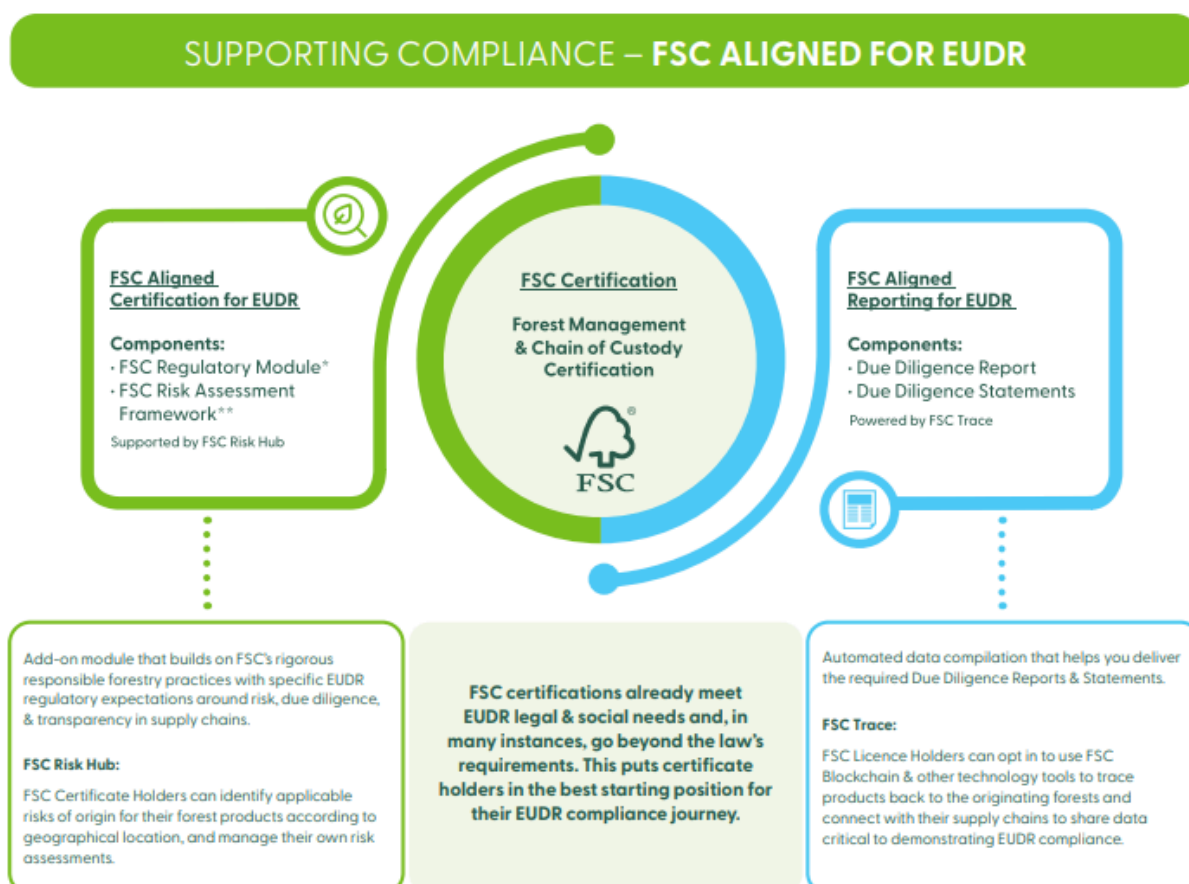 SUPPORTING COMPLIANCE – FSC ALIGNED FOR EUDR
FSC Aligned
Certification for EUDR
Components:
· FSC Regulatory Module*
· FSC Risk Assessment
Framework**
Supported by FSC Risk Hub
FSC Certification
Forest Management
& Chain of Custody
Certification
®
FSC
FSC Aligned
Reporting for EUDR
Components:
· Due Diligence Report
· Due Diligence Statements
Powered by FSC Trace
Add-on module that builds on FSC's rigorous
responsible forestry practices with specific EUDR
regulatory expectations around risk, due diligence,
& transparency in supply chains.
FSC Risk Hub:
FSC Certificate Holders can identify applicable
risks of origin for their forest products according to
geographical location, and manage their own risk
assessments.
FSC certifications already meet
EUDR legal & social needs and, in
many instances, go beyond the law's
requirements. This puts certificate
holders in the best starting position for
their EUDR compliance journey.
Automated data compilation that helps you deliver
the required Due Diligence Reports & Statements.
FSC Trace:
FSC Licence Holders can opt in to use FSC
Blockchain & other technology tools to trace
products back to the originating forests and
connect with their supply chains to share data
critical to demonstrating EUDR compliance.